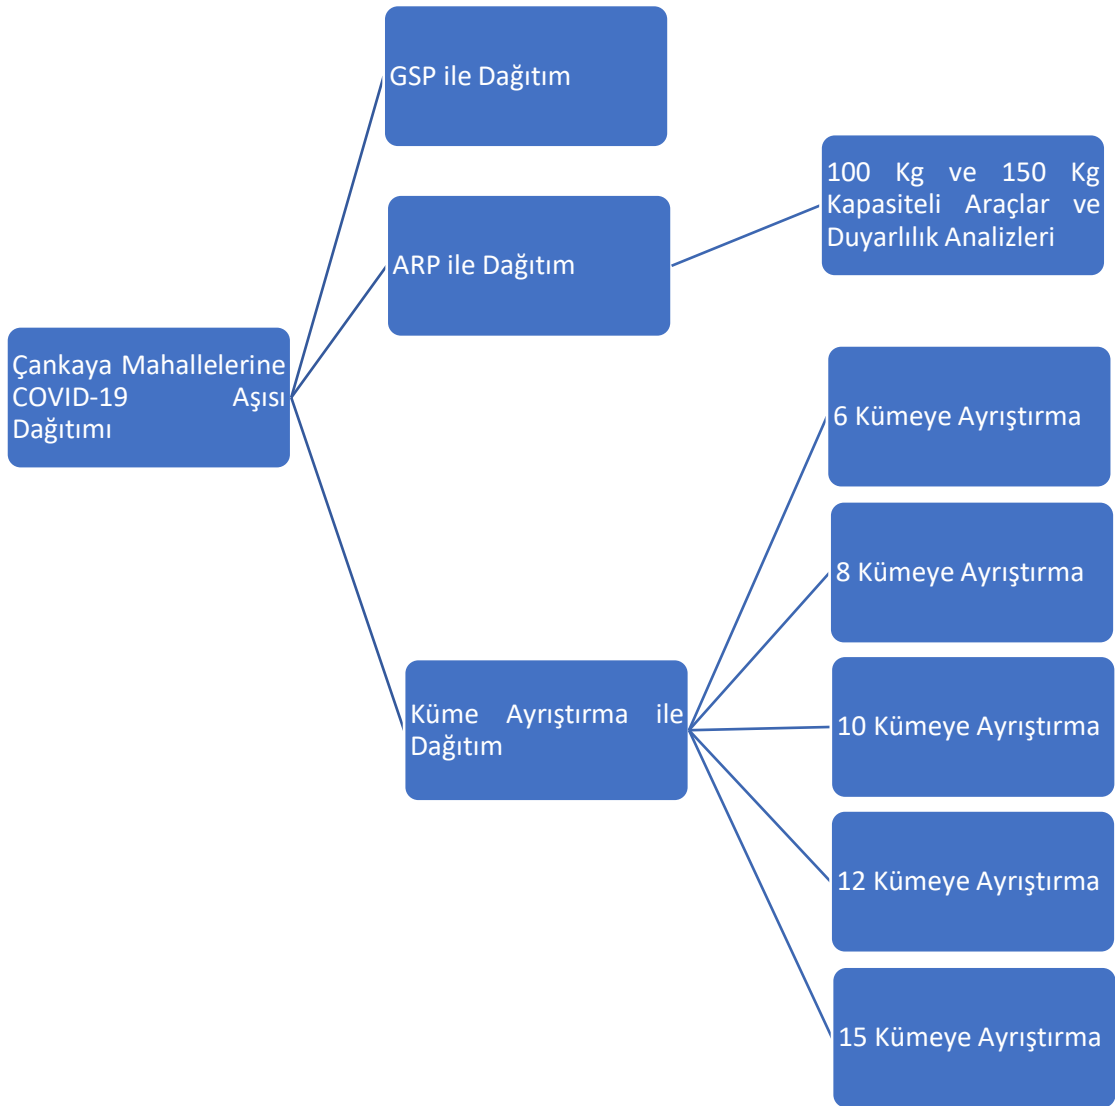 GSP ile Dağıtım
100 Kg ve 150 Kg
Kapasiteli Araçlar ve
Duyarlılık Analizleri
ARP ile Dağıtım
Çankaya Mahallelerine
COVID-19 Aşısı
Dağıtımı
6 Kümeye Ayrıştırma
8 Kümeye Ayrıştırma
Küme Ayrıştırma ile
Dağıtım
10 Kümeye Ayrıştırma
12 Kümeye Ayrıştırma
15 Kümeye Ayrıştırma